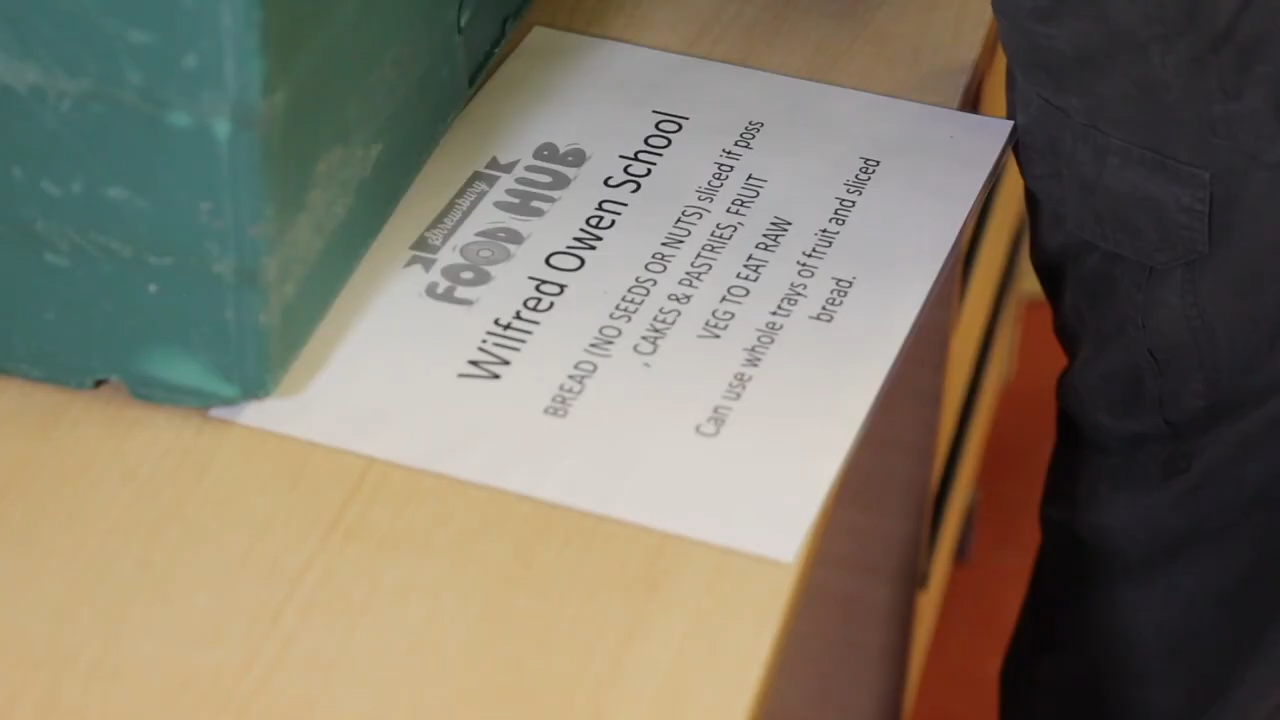 shrewsbury
FOOD HUB
Wilfred Owen School
BREAD (NO SEEDS OR NUTS) sliced if poss
, CAKES & PASTRIES, FRUIT
VEG TO EAT RAW
Can use whole trays of fruit and sliced
bread.